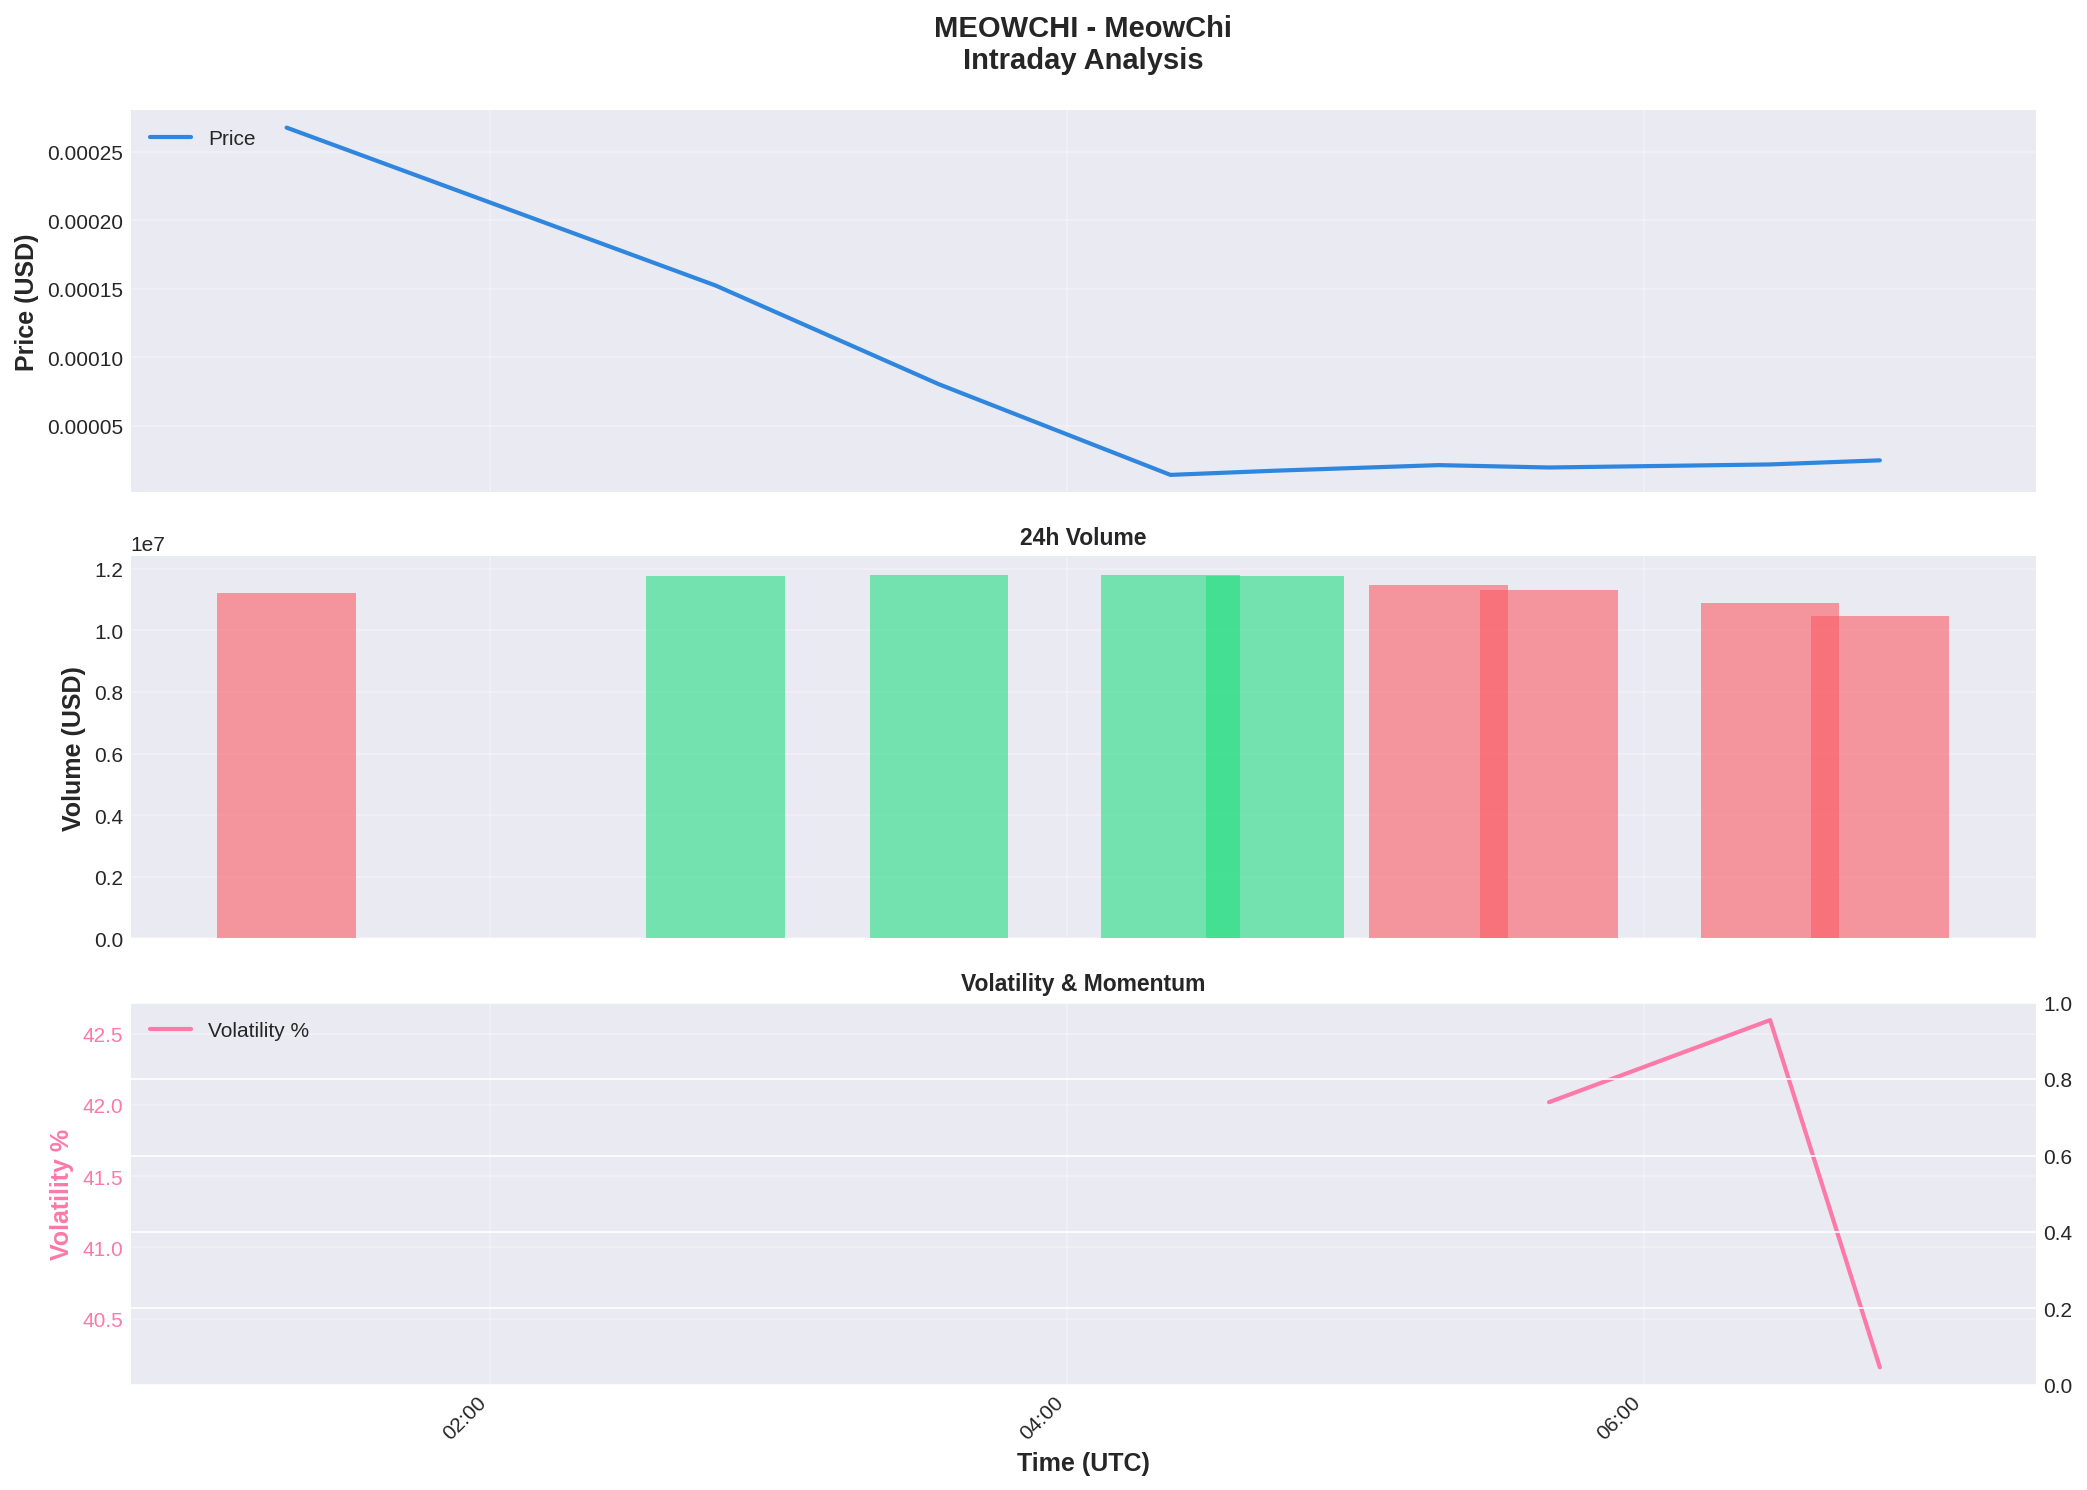 MEOWCHI - MeowChi
Intraday Analysis
Price
0.00025
0.00020
0.00015
0.00010
0.00005
Price (USD)
24h Volume
1e7
1.2
1.0
0.8
0.6
0.4
0.2
0.0
Volume (USD)
Volatility & Momentum
Volatility %
42.5
42.0
41.5
41.0
40.5
Volatility %
1.0
0.8
0.6
0.4
0.2
0.0
02:00
04:00
06:00
Time (UTC)